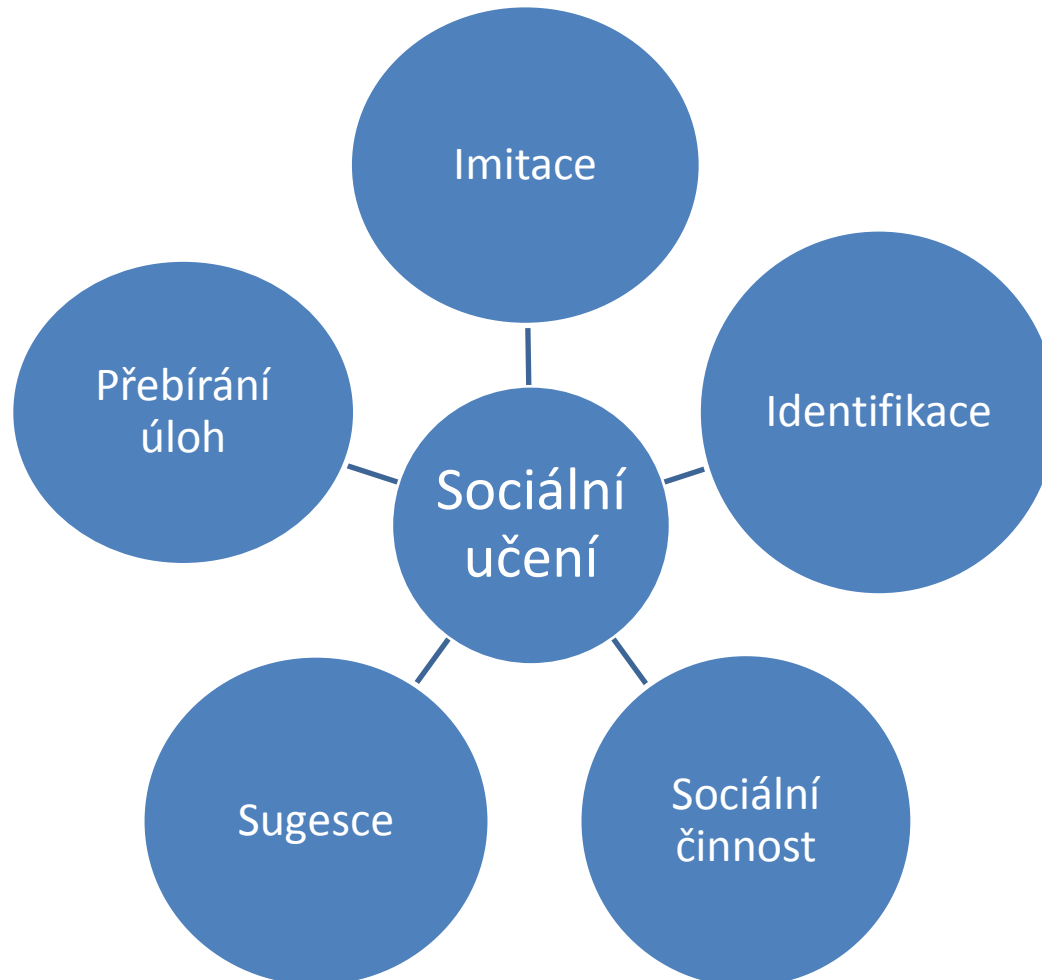 Imitace
Identifikace
Sociální
činnost
Sugesce
Přebírání
úloh
Sociální
učení